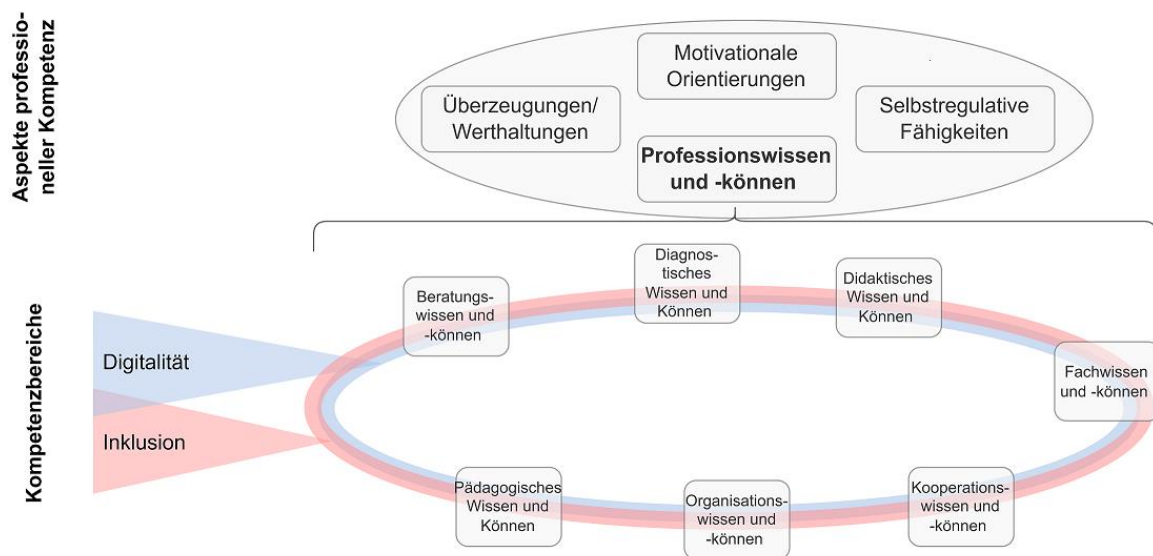 Aspekte professio-
neller Kompetenz
Motivationale
Orientierungen
Überzeugungen/
Werthaltungen
Selbstregulative
Fähigkeiten
Professionswissen
und -können
Kompetenzbereiche
Diagnos-
tisches
Wissen und
Können
Didaktisches
Wissen und
Können
Beratungs-
wissen und
-können
Digitalität
Fachwissen
und -können
Inklusion
Pädagogisches
Wissen und
Können
Organisations-
wissen und
-können
Kooperations-
wissen und
-können